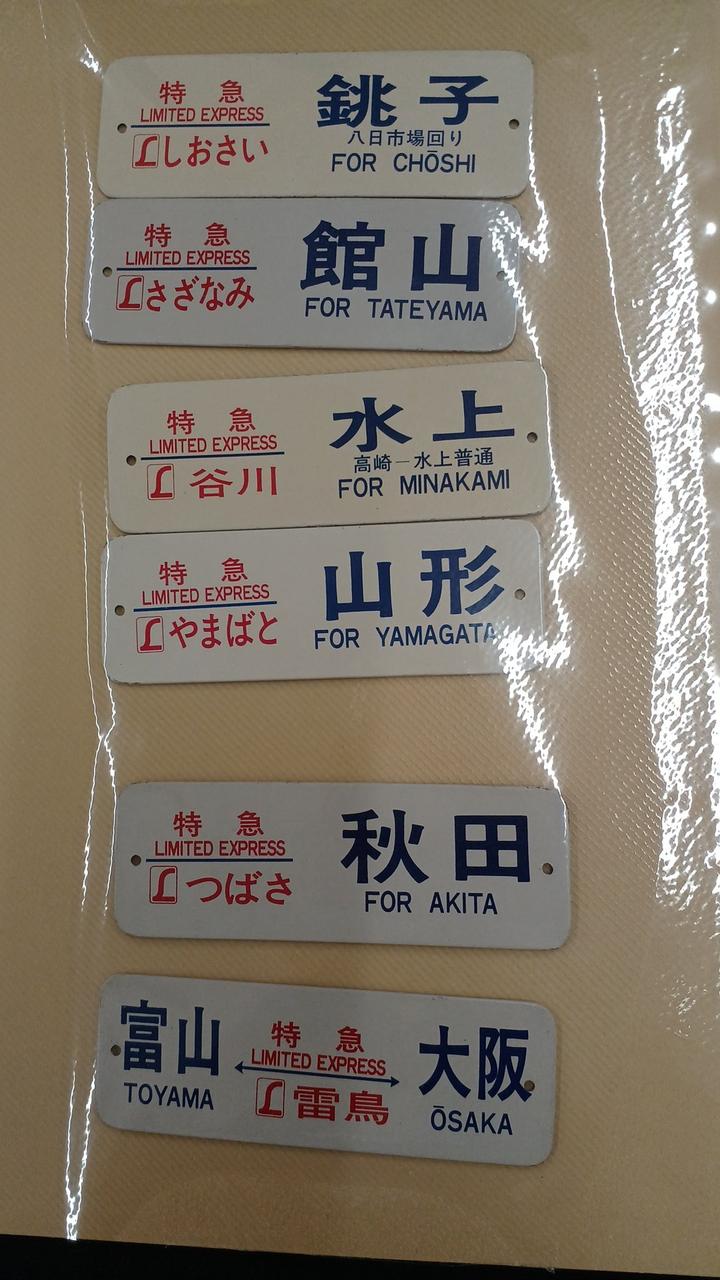 特急
LIMITED EXPRESS
Lしおさい
銚子
八日市場回り
FOR CHŌSHI
特急
LIMITED EXPRESS
Lさざなみ
館山
FOR TATEYAMA
特急
LIMITED EXPRESS
L谷川
水上
高崎－水上普通
FOR MINAKAMI
特急
LIMITED EXPRESS
Lやまばと
山形
FOR YAMAGATA
特急
LIMITED EXPRESS
Lつばさ
秋田
FOR AKITA
富山
TOYAMA
特急
LIMITED EXPRESS
L雷鳥
大阪
ŌSAKA